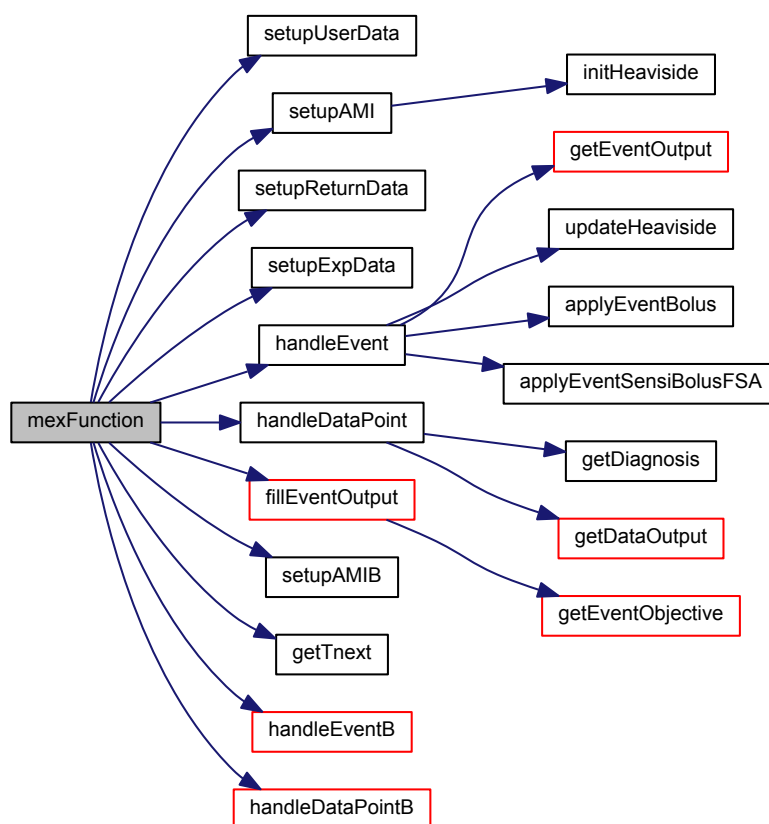 setupUserData
initHeaviside
setupAMI
getEventOutput
setupReturnData
updateHeaviside
setupExpData
applyEventBolus
handleEvent
applyEventSensiBolusFSA
mexFunction
handleDataPoint
getDiagnosis
fillEventOutput
getDataOutput
setupAMIB
getEventObjective
getTnext
handleEventB
handleDataPointB